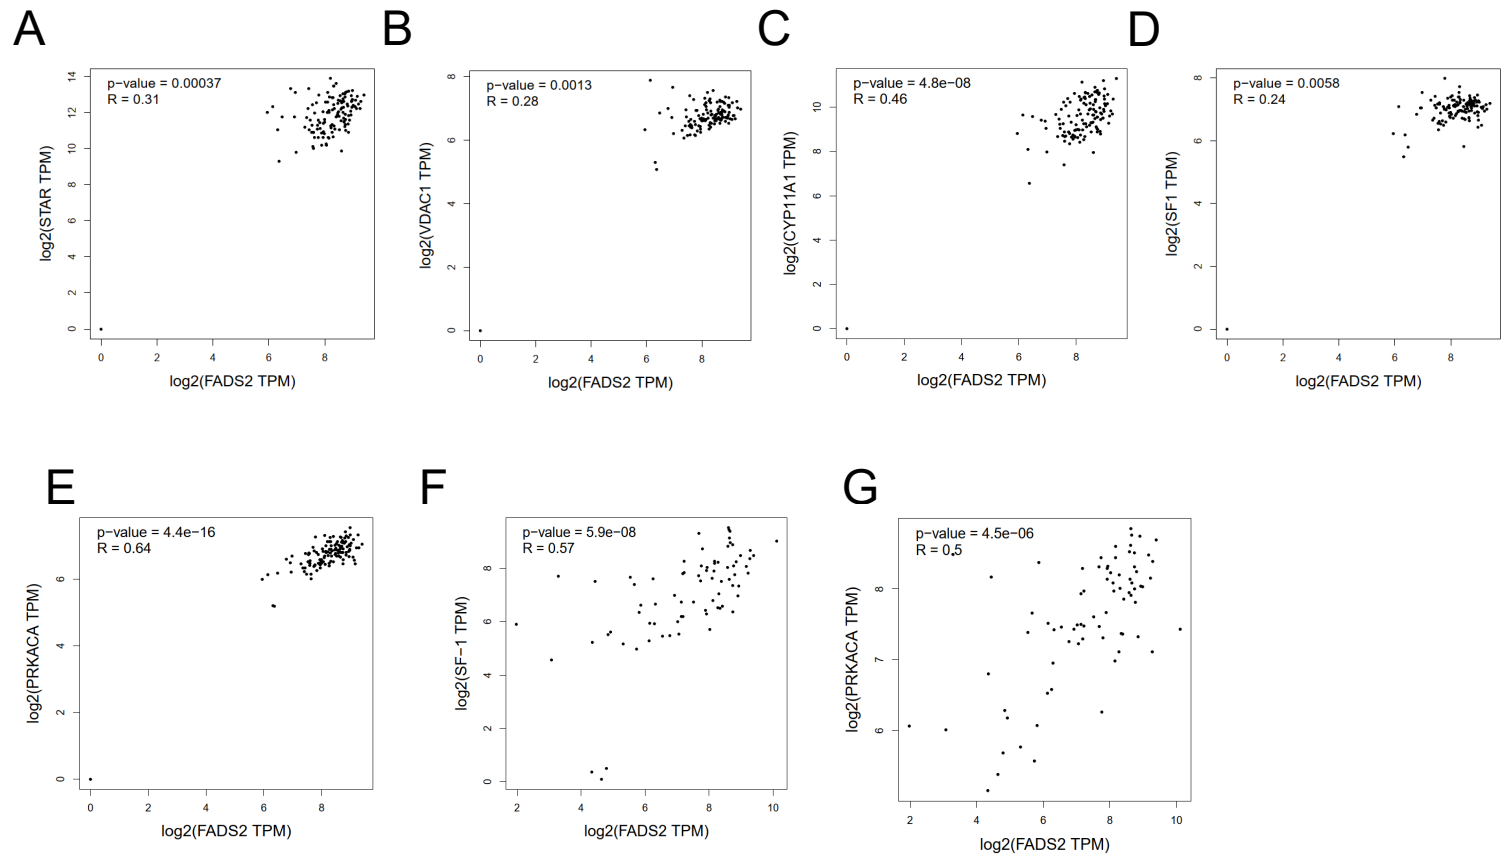 A
p-value = 0.00037
R = 0.31
14
12
10
8
6
4
2
0
log2(STAR TPM)
0 2 4 6 8
log2(FADS2 TPM)
B
p-value = 0.0013
R = 0.28
8
6
4
2
0
log2(VDAC1 TPM)
0 2 4 6 8
log2(FADS2 TPM)
C
p-value = 4.8e-08
R = 0.46
10
8
6
4
2
0
log2(CYP11A1 TPM)
0 2 4 6 8
log2(FADS2 TPM)
D
p-value = 0.0058
R = 0.24
8
6
4
2
0
log2(SF1 TPM)
0 2 4 6 8
log2(FADS2 TPM)
E
p-value = 4.4e-16
R = 0.64
6
4
2
0
log2(PRKACA TPM)
0 2 4 6 8
log2(FADS2 TPM)
F
p-value = 5.9e-08
R = 0.57
8
6
4
2
0
log2(SF-1 TPM)
2 4 6 8 10
log2(FADS2 TPM)
G
p-value = 4.5e-06
R = 0.5
8
7
6
log2(PRKACA TPM)
2 4 6 8 10
log2(FADS2 TPM)